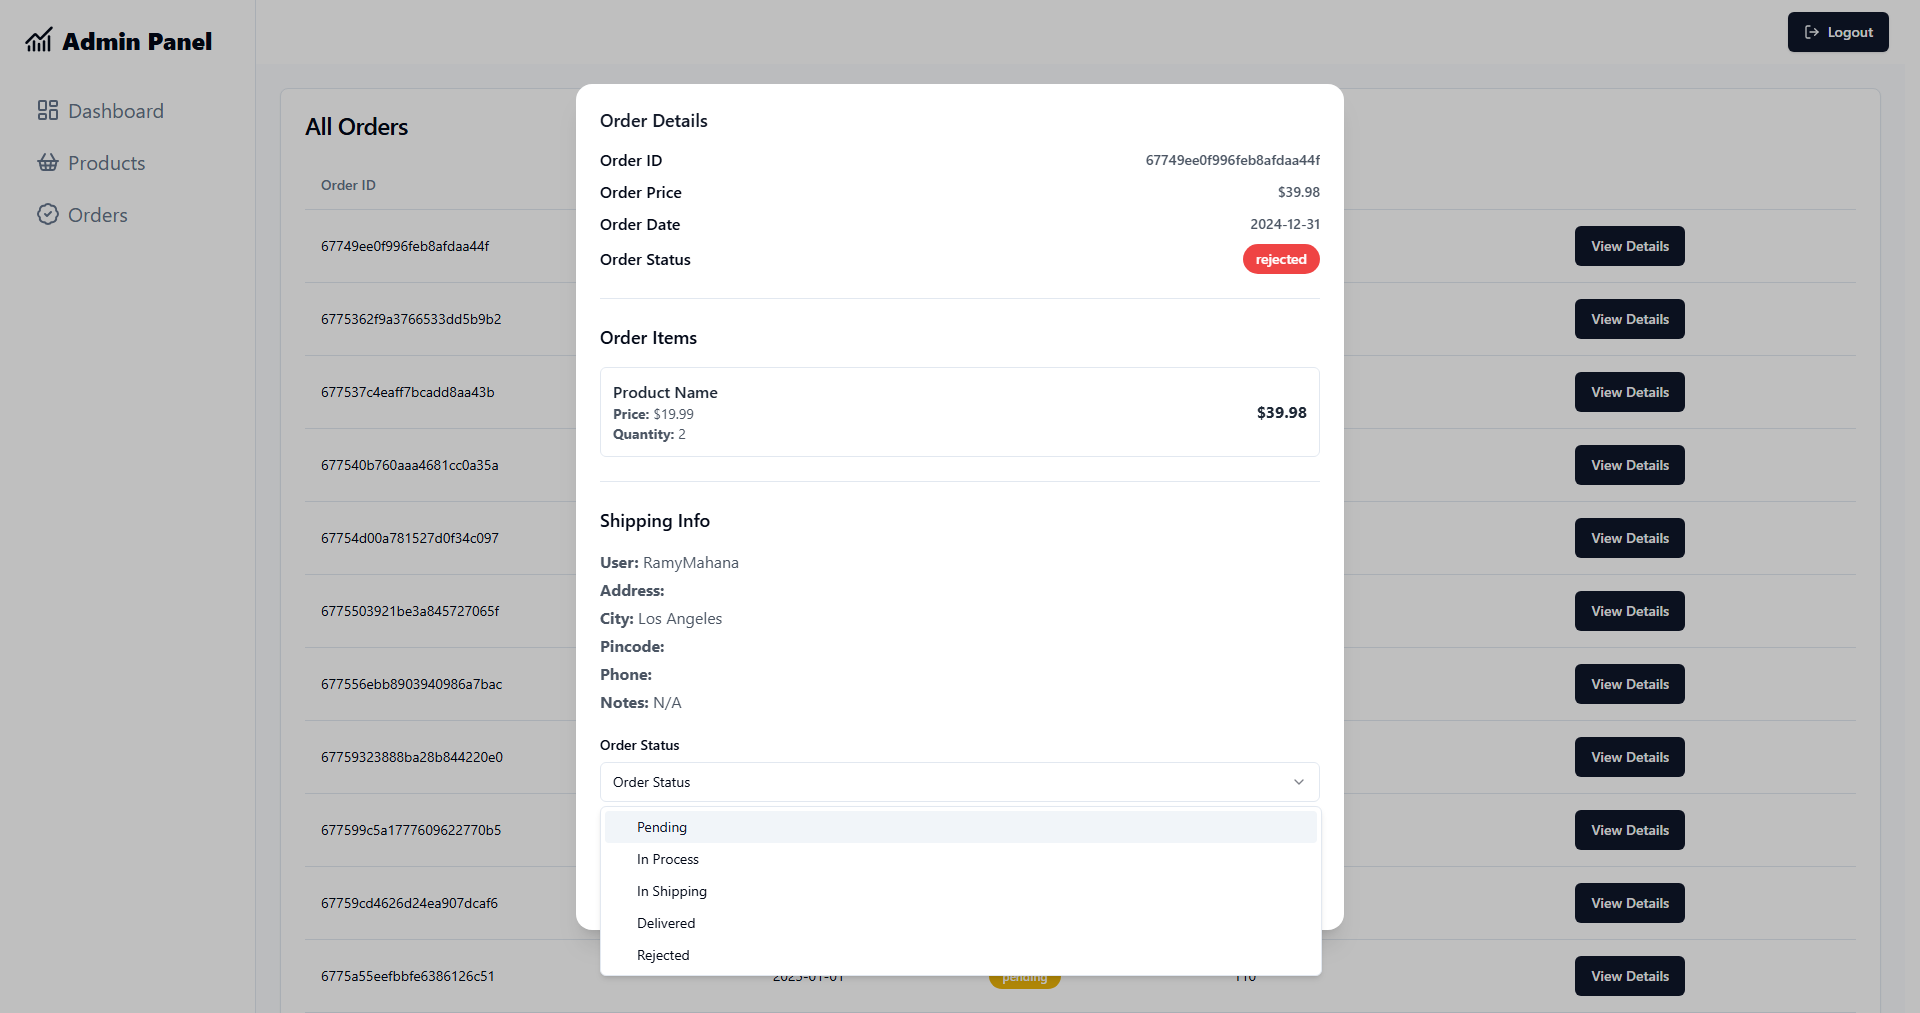 Admin Panel
Dashboard
Products
Orders
Logout
All Orders
Order ID
67749ee0f996feb8afdaa44f
View Details
6775362f9a3766533dd5b9b2
View Details
677537c4eaff7bcadd8aa43b
View Details
677540b760aaa4681cc0a35a
View Details
67754d00a781527d0f34c097
View Details
6775503921be3a845727065f
View Details
677556ebb8903940986a7bac
View Details
67759323888ba28b844220e0
View Details
677599c5a1777609622770b5
View Details
67759cd4626d24ea907dcaf6
View Details
6775a55eefbbfe6386126c51
2025-01-01
pending
110
View Details
Order Details
Order ID
67749ee0f996feb8afdaa44f
Order Price
$39.98
Order Date
2024-12-31
Order Status
rejected
Order Items
Product Name
Price: $19.99
Quantity: 2
$39.98
Shipping Info
User: RamyMahana
Address:
City: Los Angeles
Pincode:
Phone:
Notes: N/A
Order Status
Order Status
Pending
In Process
In Shipping
Delivered
Rejected